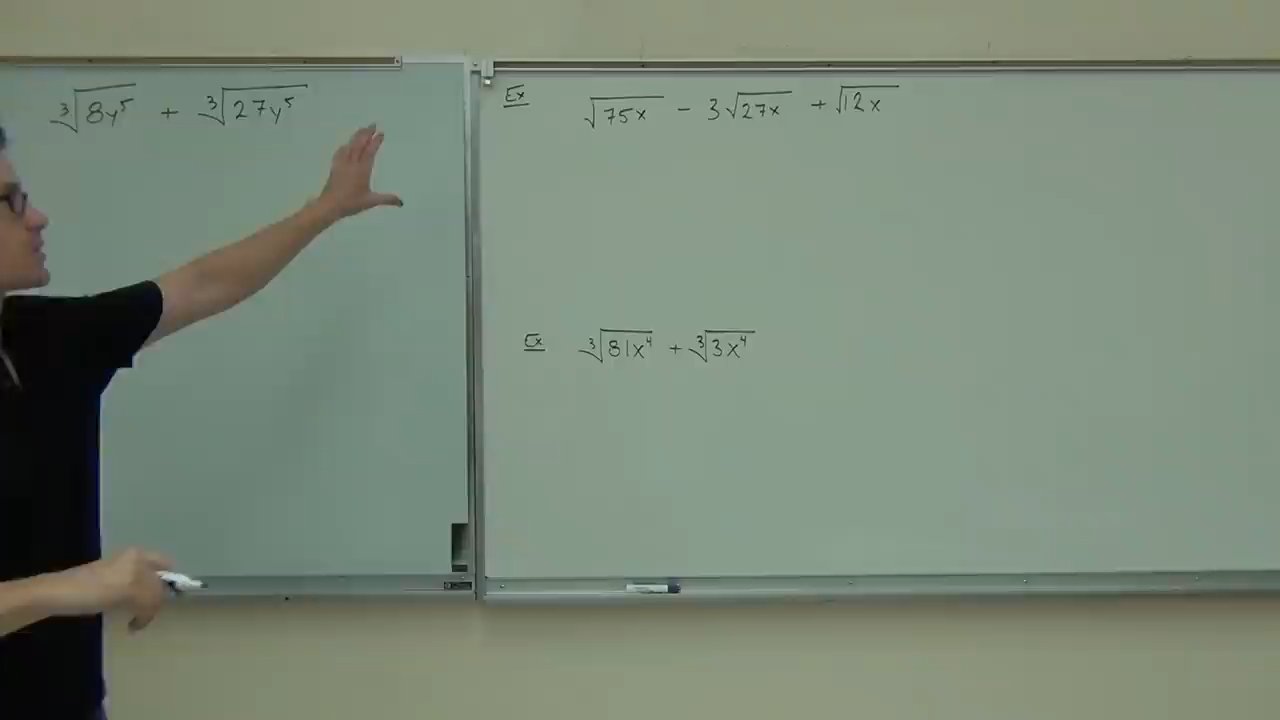 ∛8y⁵ + ∛27y⁵
Ex √75x - 3√27x + √12x
Ex ∛81x⁴ + ∛3x⁴